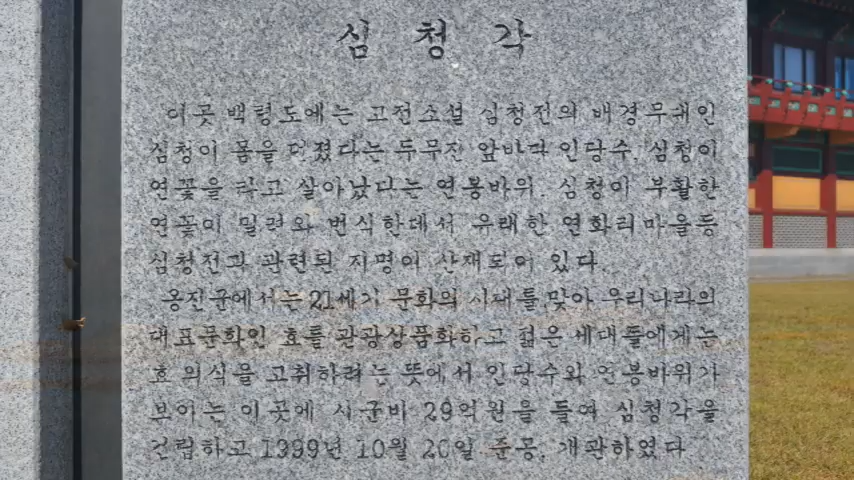 심청각
이곳 백령도에는 고전소설 심청전의 배경무대인
심청이 몸을 던졌다는 두무진 앞바다 인당수, 심청이
연꽃을 타고 살아났다는 연봉바위, 심청이 부활한
연꽃이 밀려와 번식한데서 유래한 연화리마을등
심청전과 관련된 지명이 산재되어 있다.
옹진군에서는 21세기 문화의 시대를 맞아 우리나라의
대표문화인 효를 관광상품화하고 젊은 세대들에게는
효 의식을 고취하려는 뜻에서 인당수와 연봉바위가
보이는 이곳에 사군비 29억원을 들여 심청각을
건립하고 1999년 10월 20일 준공, 개관하였다